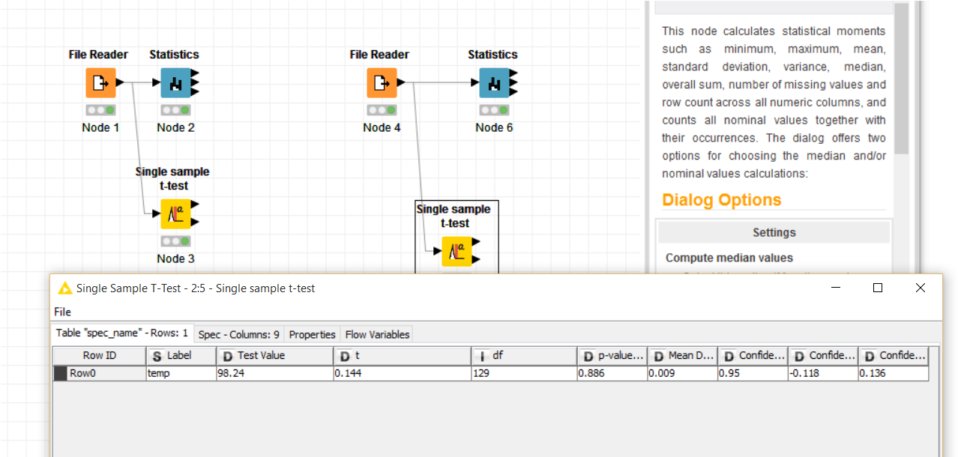 File Reader
Statistics
Node 1
Node 2
Single sample
t-test
Node 3
File Reader
Statistics
Node 4
Node 6
Single sample
t-test
This node calculates statistical moments
such as minimum, maximum, mean,
standard deviation, variance, median,
overall sum, number of missing values and
row count across all numeric columns, and
counts all nominal values together with
their occurrences. The dialog offers two
options for choosing the median and/or
nominal values calculations:
Dialog Options
Settings
Compute median values
Single Sample T-Test - 2:5 - Single sample t-test
File
Table "spec_name" - Rows: 1 Spec - Columns: 9 Properties Flow Variables
Row ID S Label D Test Value D t I df D p-value... D Mean D... D Confide... D Confide... D Confide...
Row0 temp 98.24 0.144 129 0.886 0.009 0.95 -0.118 0.136